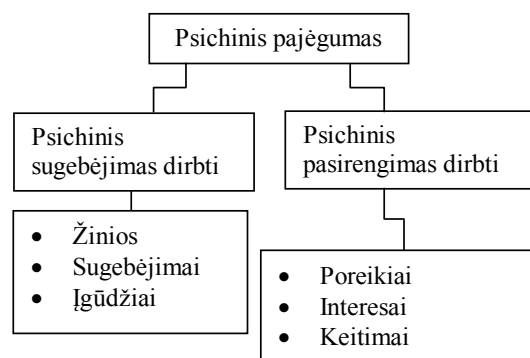 Psichinis pajėgumas
Psichinis
sugebėjimas dirbti
Psichinis
pasirengimas dirbti
• Žinios
• Sugebėjimai
• Įgūdžiai
• Poreikiai
• Interesai
• Keitimai